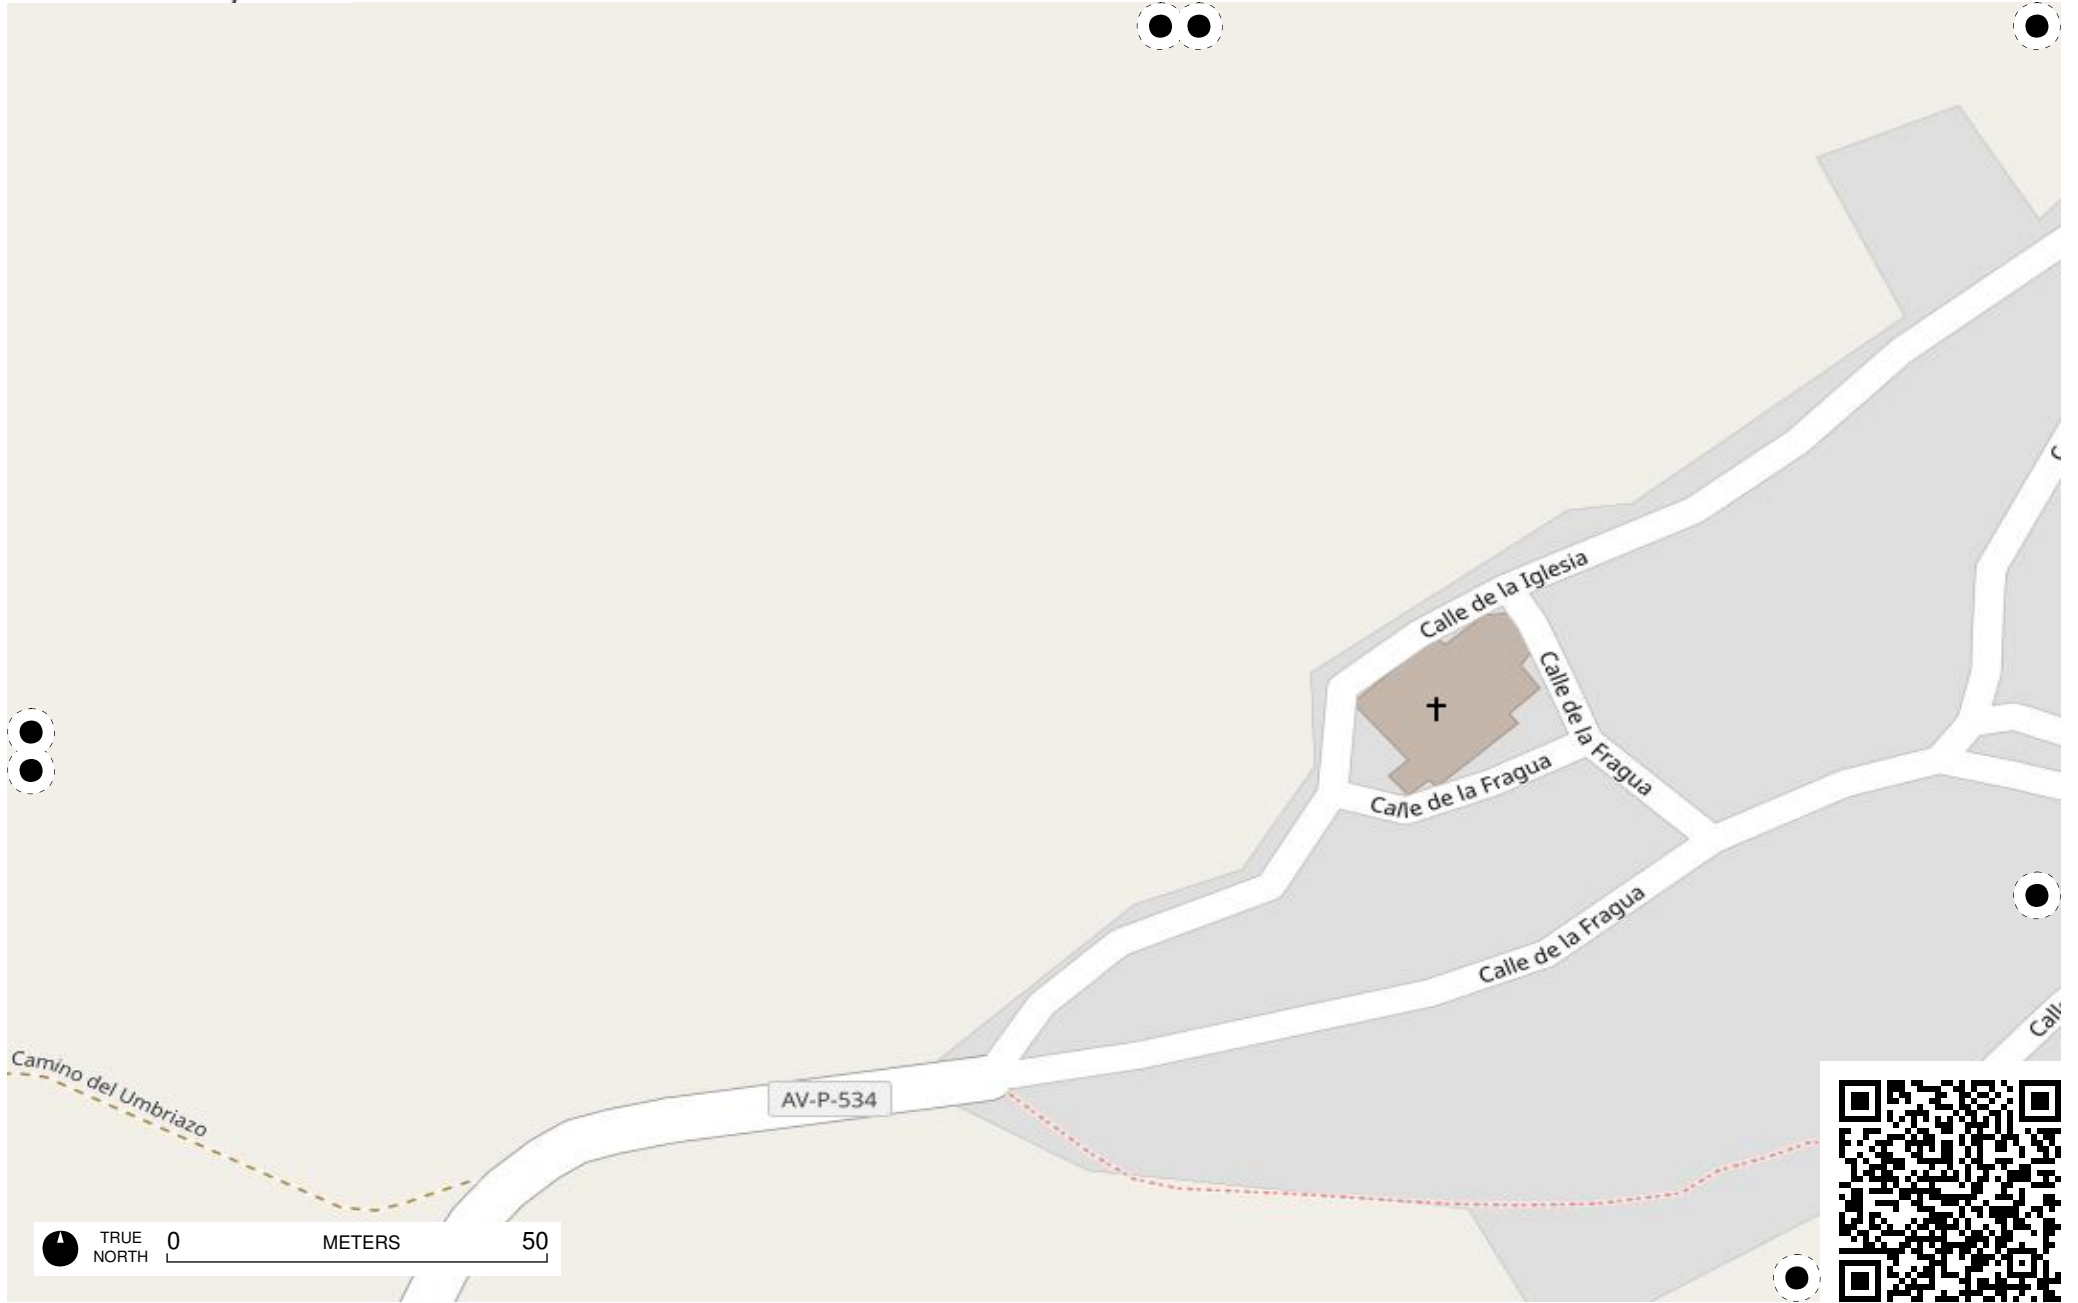 Calle de la Iglesia
Calle de la Fragua
Calle de la Fragua
Calle de la Fragua
Camino del Umbriazo
AV-P-534
TRUE NORTH
0 METERS 50